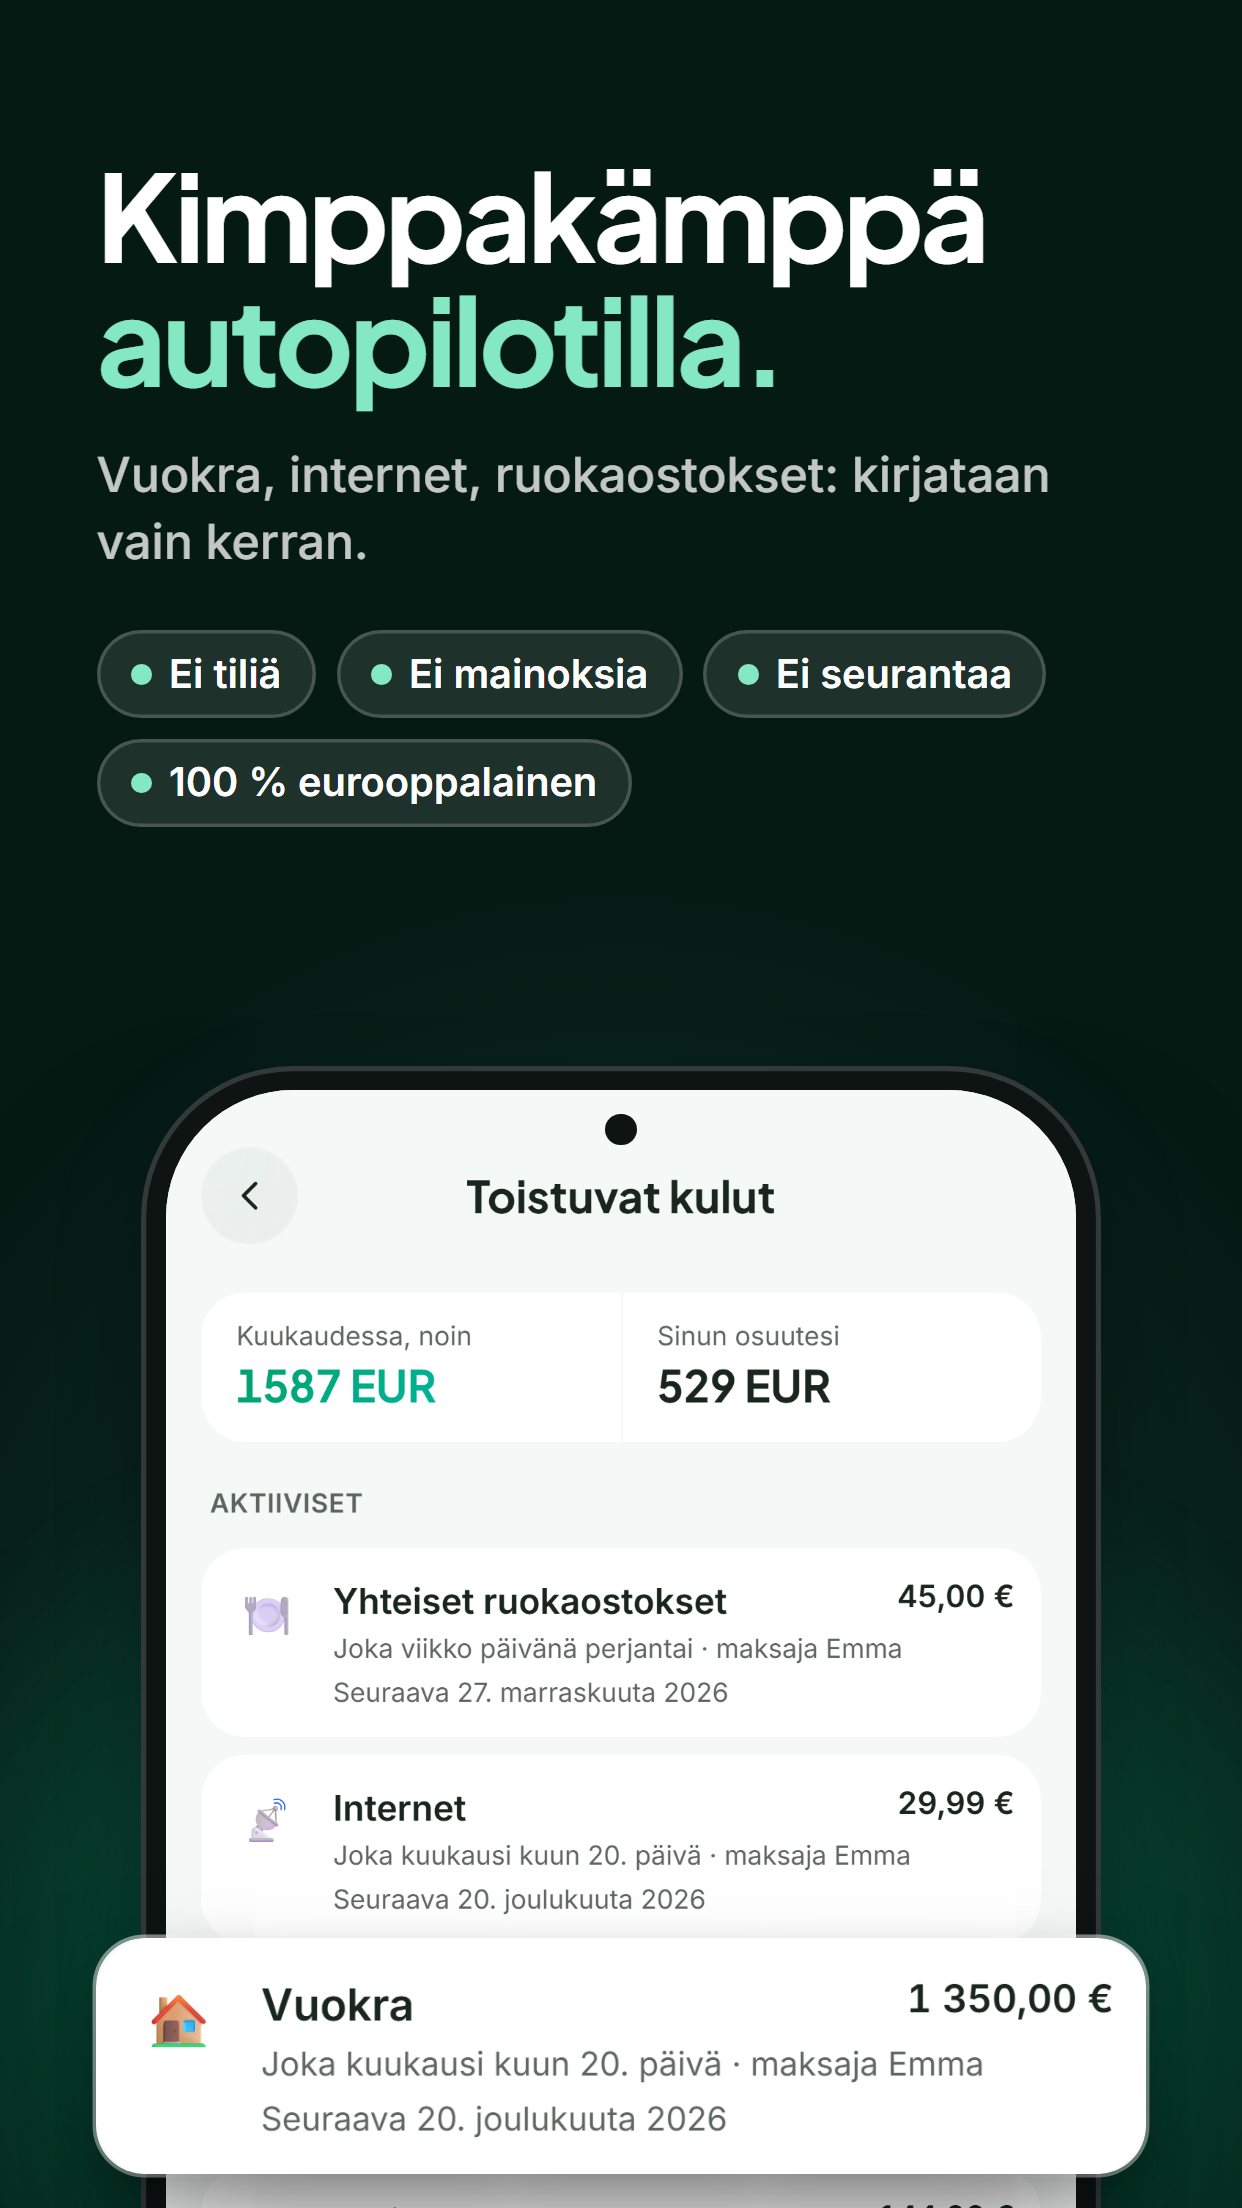 Kimppakämppä
autopilotilla.
Vuokra, internet, ruokaostokset: kirjataan
vain kerran.
Ei tiliä
Ei mainoksia
Ei seurantaa
100 % eurooppalainen
Toistuvat kulut
Kuukaudessa, noin
1587 EUR
Sinun osuutesi
529 EUR
AKTIIVISET
Yhteiset ruokaostokset
45,00 €
Joka viikko päivänä perjantai · maksaja Emma
Seuraava 27. marraskuuta 2026
Internet
29,99 €
Joka kuukausi kuun 20. päivä · maksaja Emma
Seuraava 20. joulukuuta 2026
Vuokra
1 350,00 €
Joka kuukausi kuun 20. päivä · maksaja Emma
Seuraava 20. joulukuuta 2026